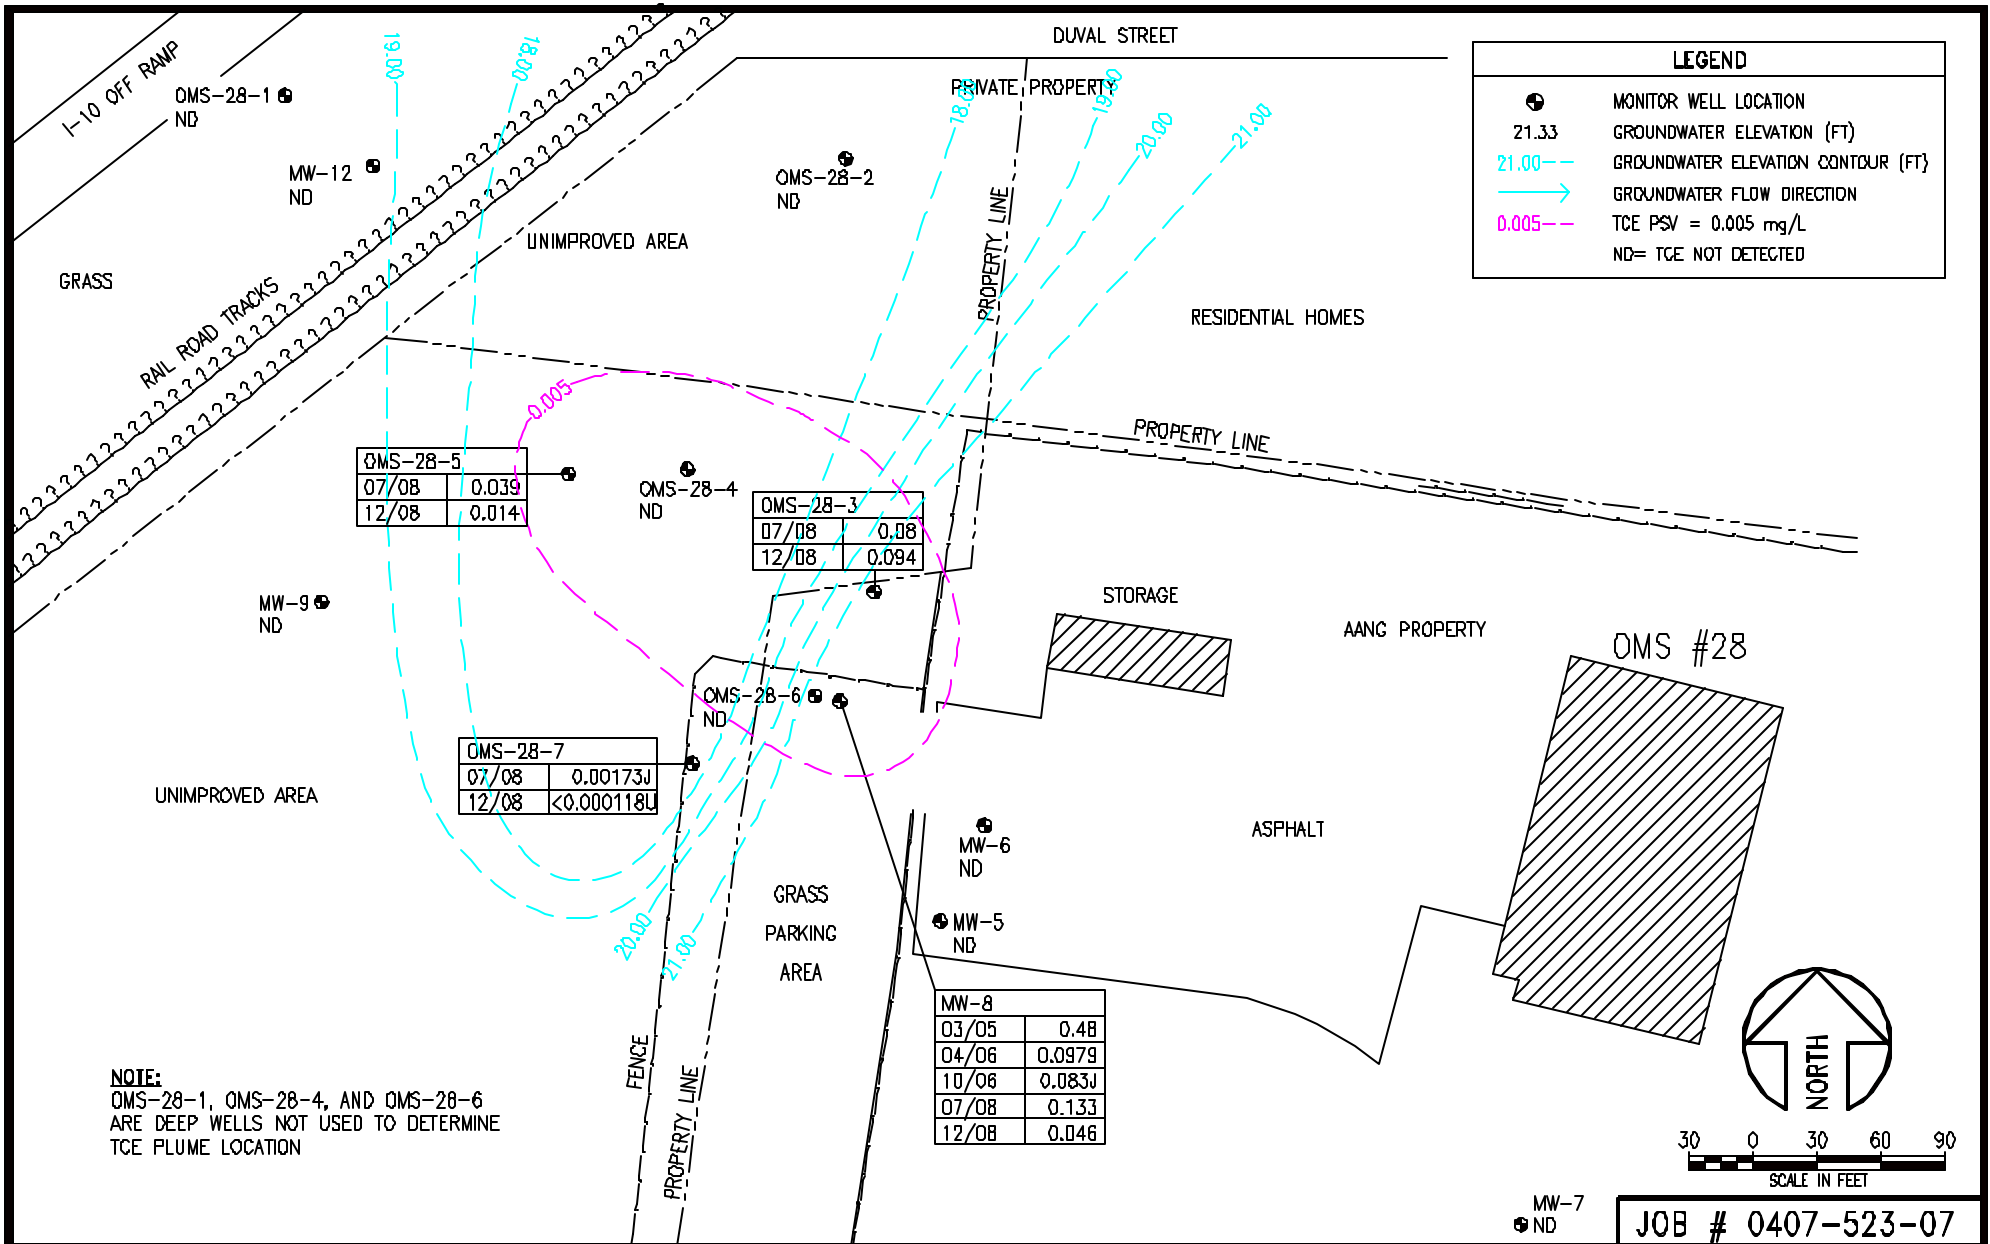 DUVAL STREET
I-10 OFF RAMP
19.00
18.00
OMS-28-1
ND
MW-12
ND
PRIVATE PROPERTY
18.00
19.00
20.00
21.00
OMS-28-2
ND
UNIMPROVED AREA
PROPERTY LINE
GRASS
RAIL ROAD TRACKS
RESIDENTIAL HOMES
LEGEND
MONITOR WELL LOCATION
21.33 GROUNDWATER ELEVATION (FT)
21.00-- GROUNDWATER ELEVATION CONTOUR (FT)
GROUNDWATER FLOW DIRECTION
0.005-- TCE PSV = 0.005 mg/L
ND= TCE NOT DETECTED
0.005
PROPERTY LINE
OMS-28-5
07/08 0.039
12/08 0.014
OMS-28-4
ND
OMS-28-3
07/08 0.08
12/08 0.094
MW-9
ND
STORAGE
AANG PROPERTY
OMS #28
OMS-28-6
ND
OMS-28-7
07/08 0.00173J
12/08 <0.000118U
UNIMPROVED AREA
MW-6
ND
ASPHALT
GRASS
PARKING
AREA
MW-5
ND
20.00
21.00
MW-8
03/05 0.48
04/06 0.0979
10/06 0.083J
07/08 0.133
12/08 0.046
FENCE
PROPERTY LINE
NOTE:
OMS-28-1, OMS-28-4, AND OMS-28-6
ARE DEEP WELLS NOT USED TO DETERMINE
TCE PLUME LOCATION
NORTH
30 0 30 60 90
SCALE IN FEET
MW-7
ND
JOB # 0407-523-07